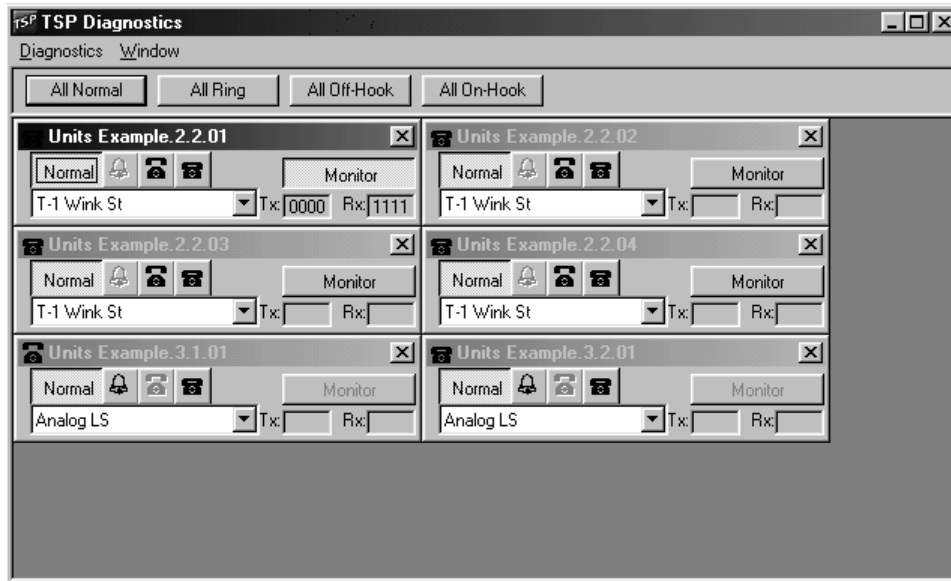 TSP TSP Diagnostics
Diagnostics Window
All Normal All Ring All Off-Hook All On-Hook
Units Example.2.2.01
Normal Monitor
T-1 Wink St Tx: 0000 Rx: 1111
Units Example.2.2.02
Normal Monitor
T-1 Wink St Tx: Rx:
Units Example.2.2.03
Normal Monitor
T-1 Wink St Tx: Rx:
Units Example.2.2.04
Normal Monitor
T-1 Wink St Tx: Rx:
Units Example.3.1.01
Normal Monitor
Analog LS Tx: Rx:
Units Example.3.2.01
Normal Monitor
Analog LS Tx: Rx: